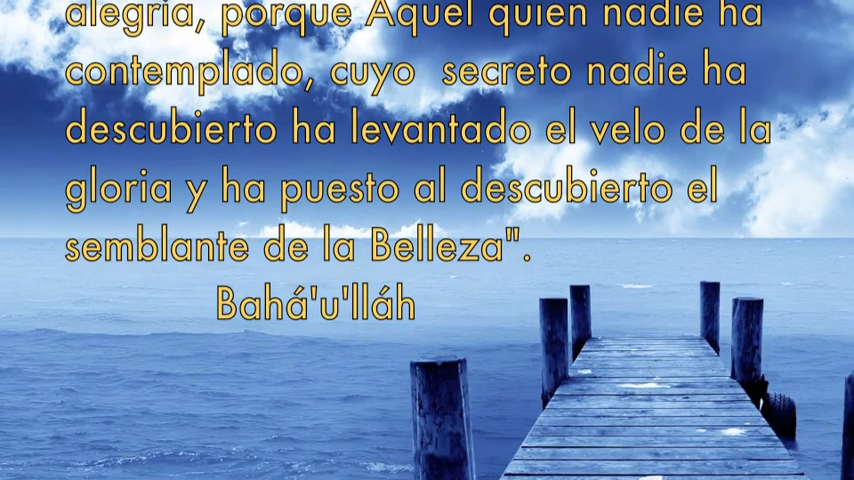 alegría, porque Aquel quien nadie ha
contemplado, cuyo secreto nadie ha
descubierto ha levantado el velo de la
gloria y ha puesto al descubierto el
semblante de la Belleza".
Bahá'u'lláh